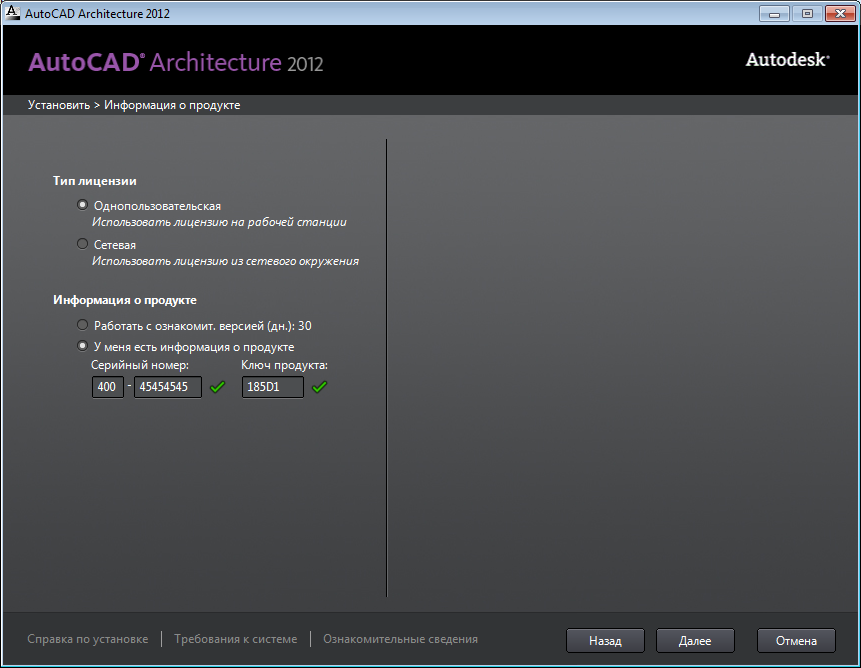 AutoCAD Architecture 2012
AutoCAD® Architecture 2012
Autodesk®
Установить > Информация о продукте
Тип лицензии
Однопользовательская
Использовать лицензию на рабочей станции
Сетевая
Использовать лицензию из сетевого окружения
Информация о продукте
Работать с ознакомит. версией (дн.): 30
У меня есть информация о продукте
Серийный номер: Ключ продукта:
400 - 45454545 185D1
Справка по установке | Требования к системе | Ознакомительные сведения Назад Далее Отмена